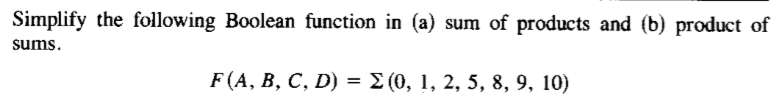 Simplify the following Boolean function in (a) sum of products and (b) product of
sums.
F(A, B, C, D) = Σ(0, 1, 2, 5, 8, 9, 10)